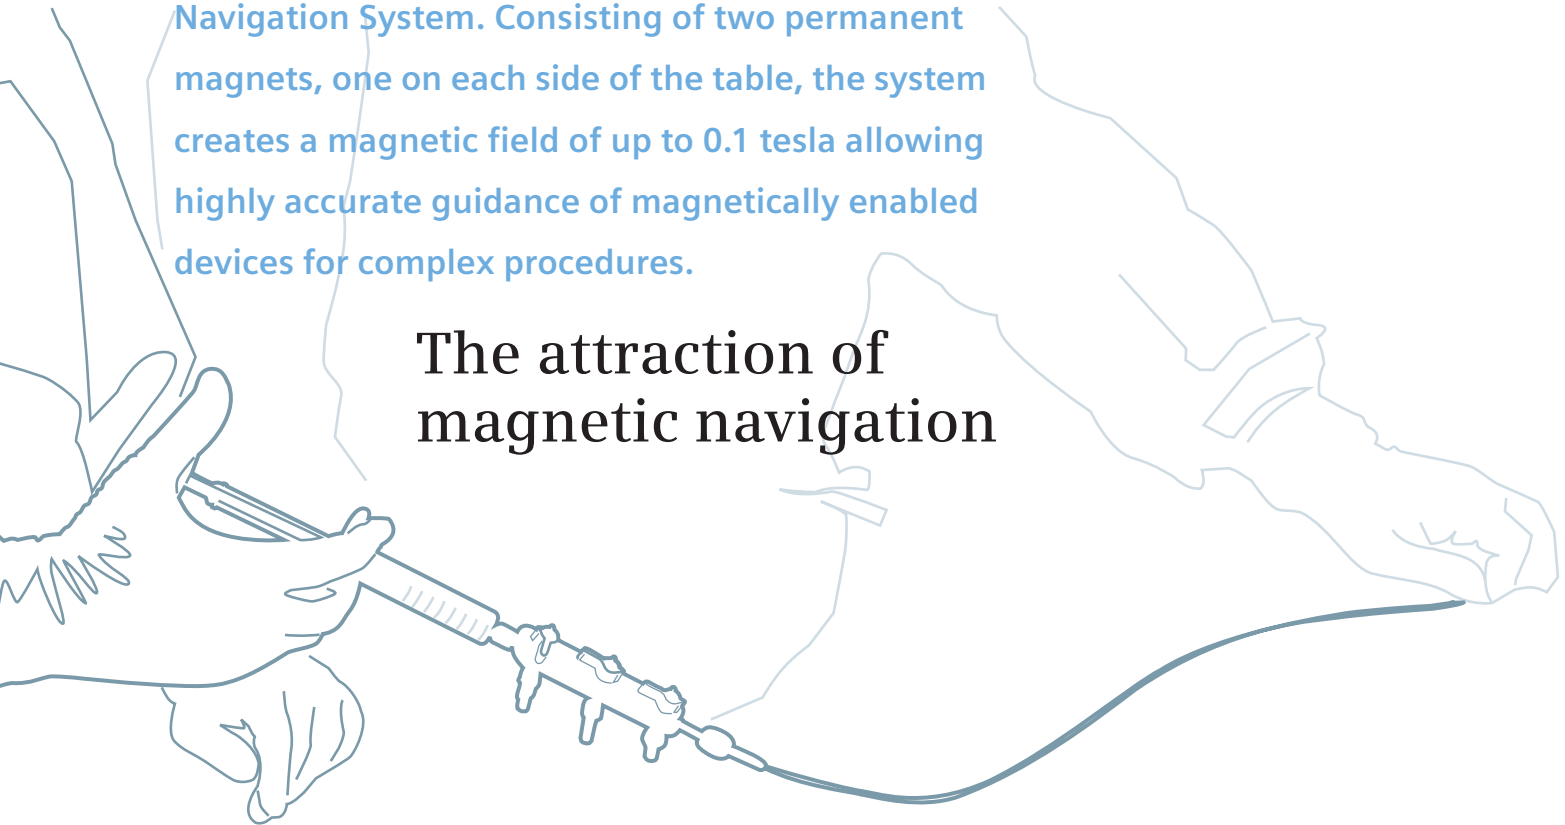 Navigation System. Consisting of two permanent
magnets, one on each side of the table, the system
creates a magnetic field of up to 0.1 tesla allowing
highly accurate guidance of magnetically enabled
devices for complex procedures.
The attraction of
magnetic navigation